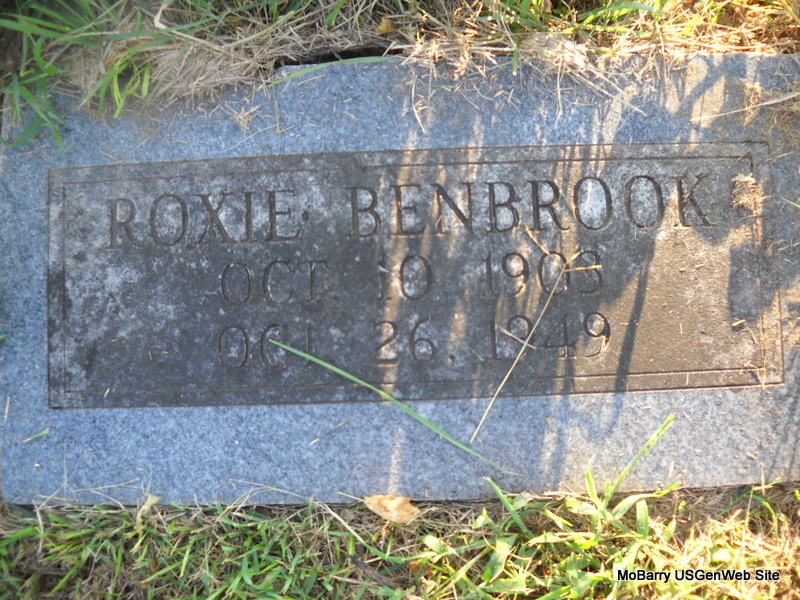 ROXIE BENBROOK
OCT 10, 1903
OCT 26, 1949
MoBarry USGenWeb Site